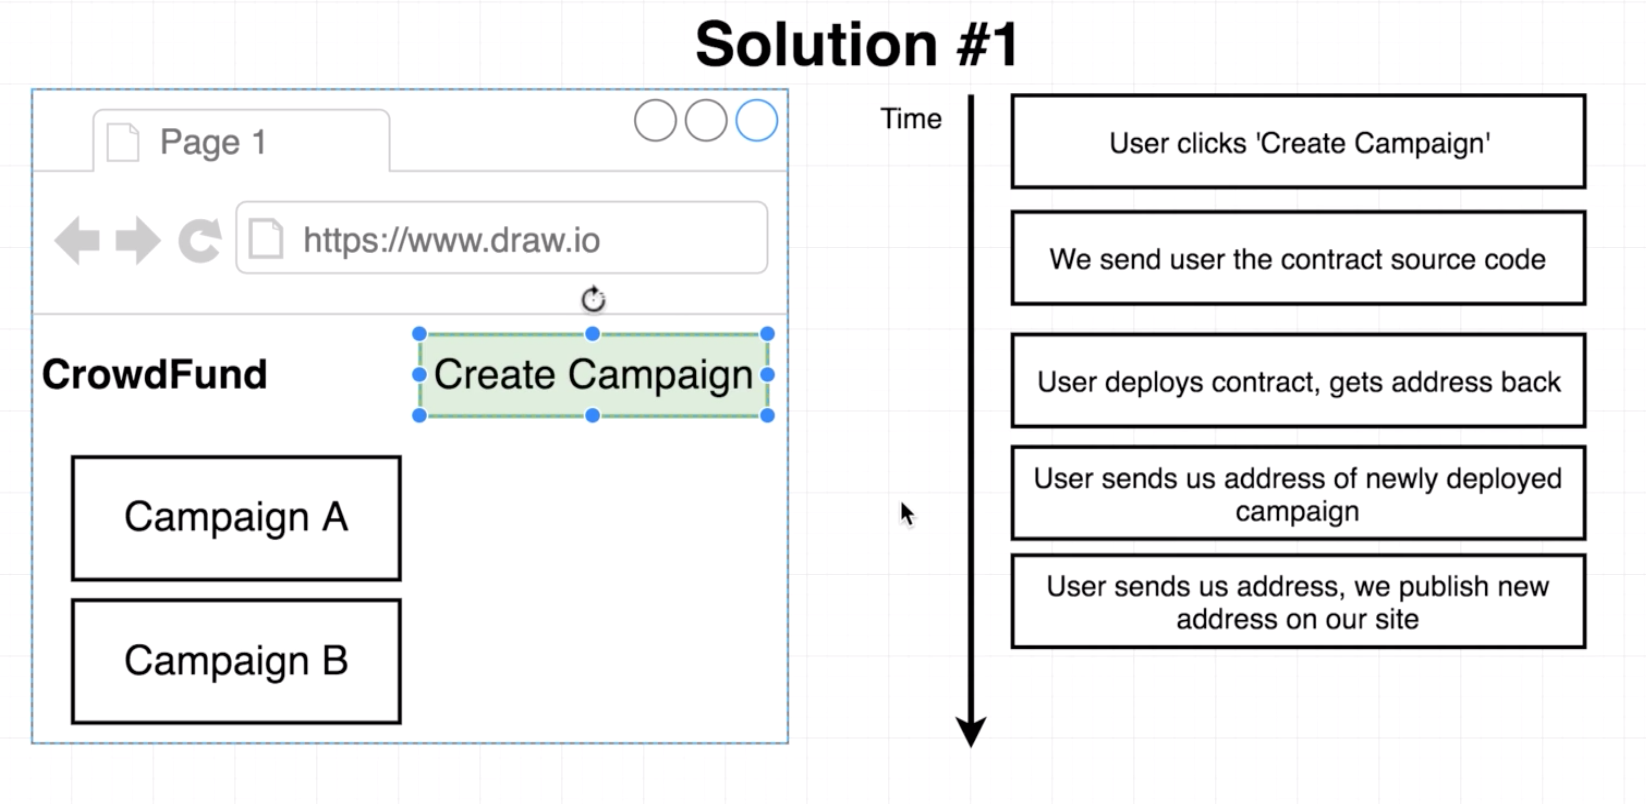 Solution #1
Page 1
https://www.draw.io
CrowdFund
Create Campaign
Campaign A
Campaign B
Time
User clicks 'Create Campaign'
We send user the contract source code
User deploys contract, gets address back
User sends us address of newly deployed
campaign
User sends us address, we publish new
address on our site